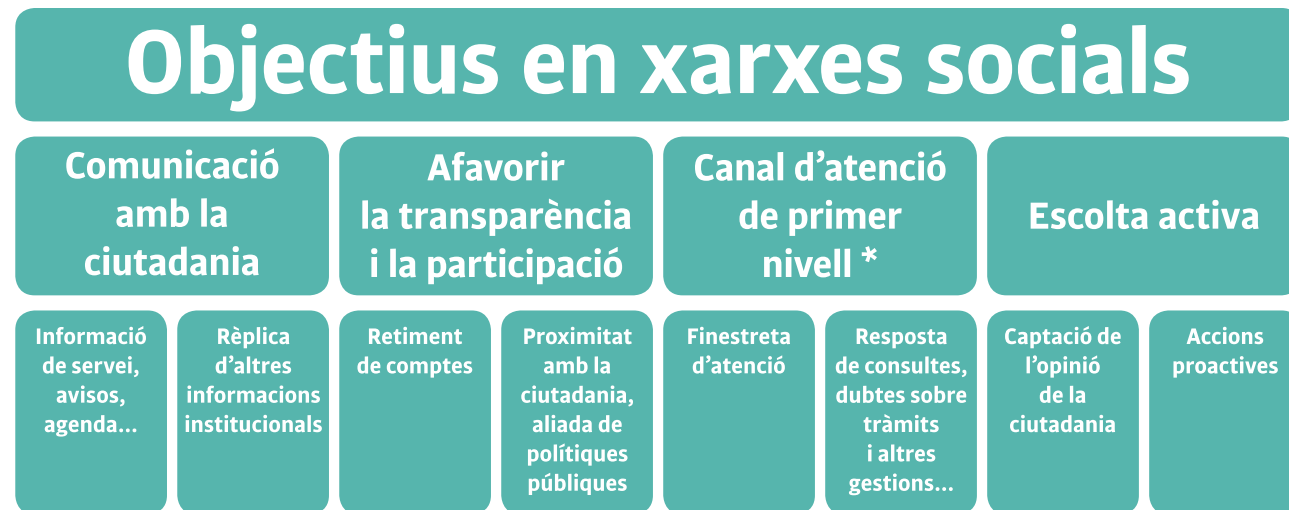 Objectius en xarxes socials
Comunicació
amb la
ciutadania
Afavorir
la transparència
i la participació
Canal d’atenció
de primer
nivell *
Escolta activa
Informació
de servei,
avisos,
agenda...
Rèplica
d’altres
informacions
institucionals
Retiment
de comptes
Proximitat
amb la
ciutadania,
aliada de
polítiques
públiques
Finestreta
d’atenció
Resposta
de consultes,
dubtes sobre
tràmits
i altres
gestions...
Captació de
l’opinió
de la
ciutadania
Accions
proactives